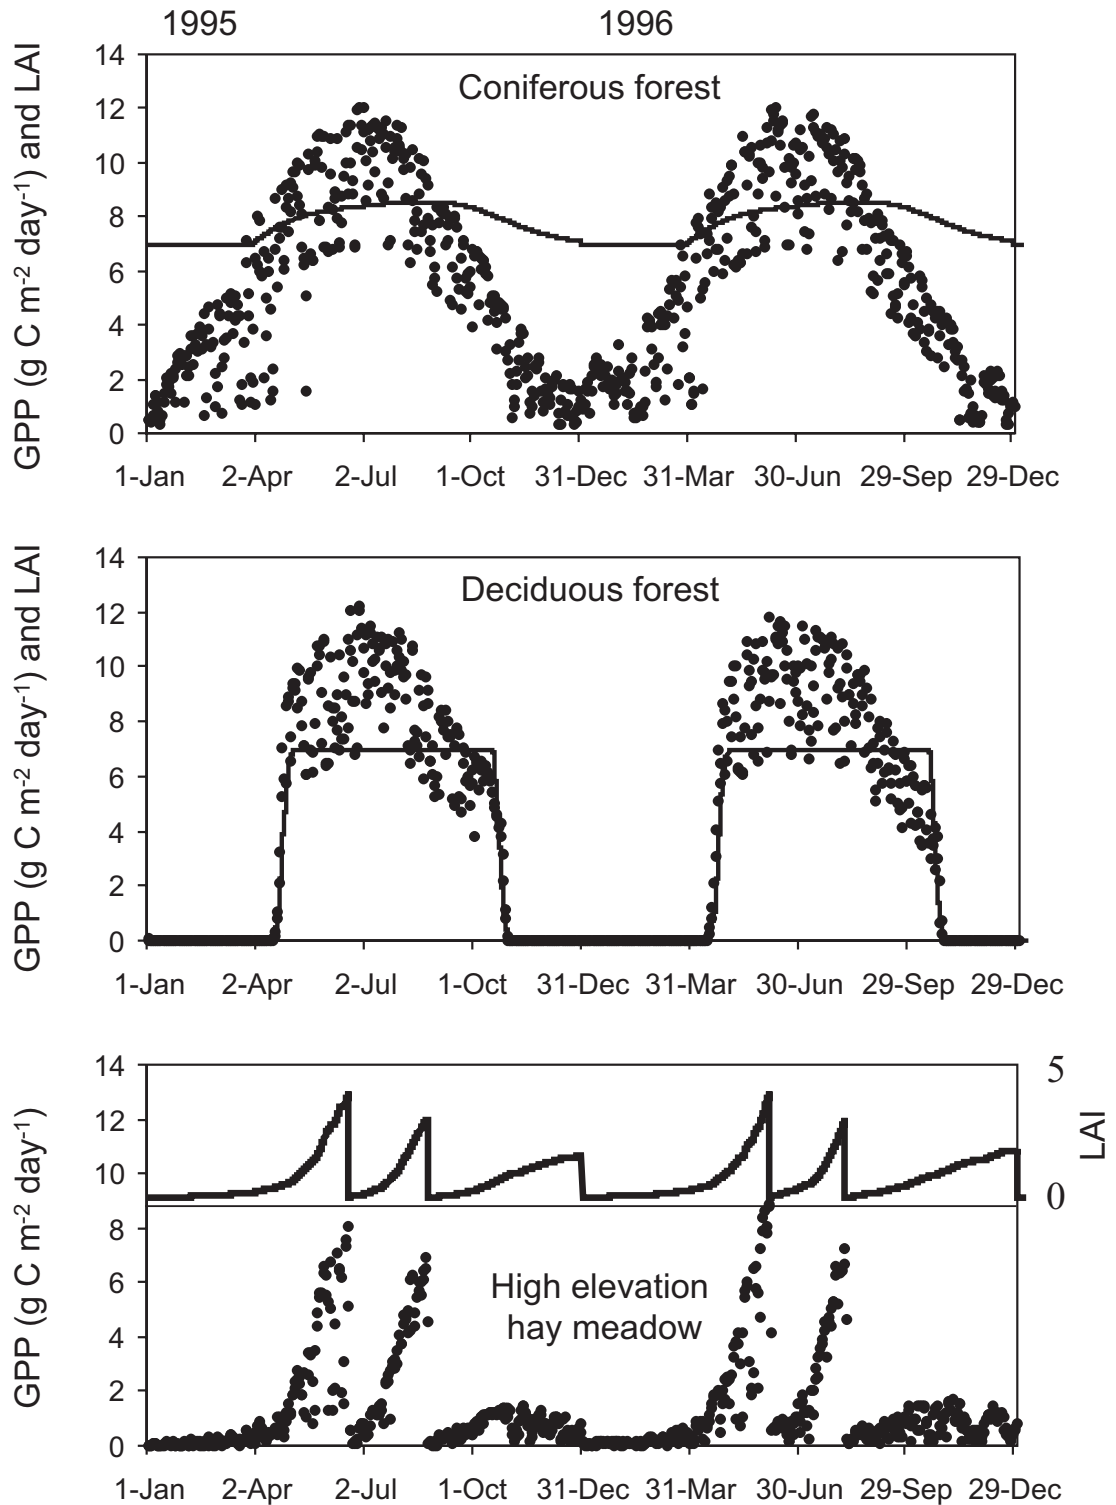 1995 1996
GPP (g C m-2 day-1) and LAI
Coniferous forest
14
12
10
8
6
4
2
0
1-Jan 2-Apr 2-Jul 1-Oct 31-Dec 31-Mar 30-Jun 29-Sep 29-Dec
GPP (g C m-2 day-1) and LAI
Deciduous forest
14
12
10
8
6
4
2
0
1-Jan 2-Apr 2-Jul 1-Oct 31-Dec 31-Mar 30-Jun 29-Sep 29-Dec
GPP (g C m-2 day-1)
14
12
10
8
6
4
2
0
5
0
LAI
High elevation
hay meadow
1-Jan 2-Apr 2-Jul 1-Oct 31-Dec 31-Mar 30-Jun 29-Sep 29-Dec